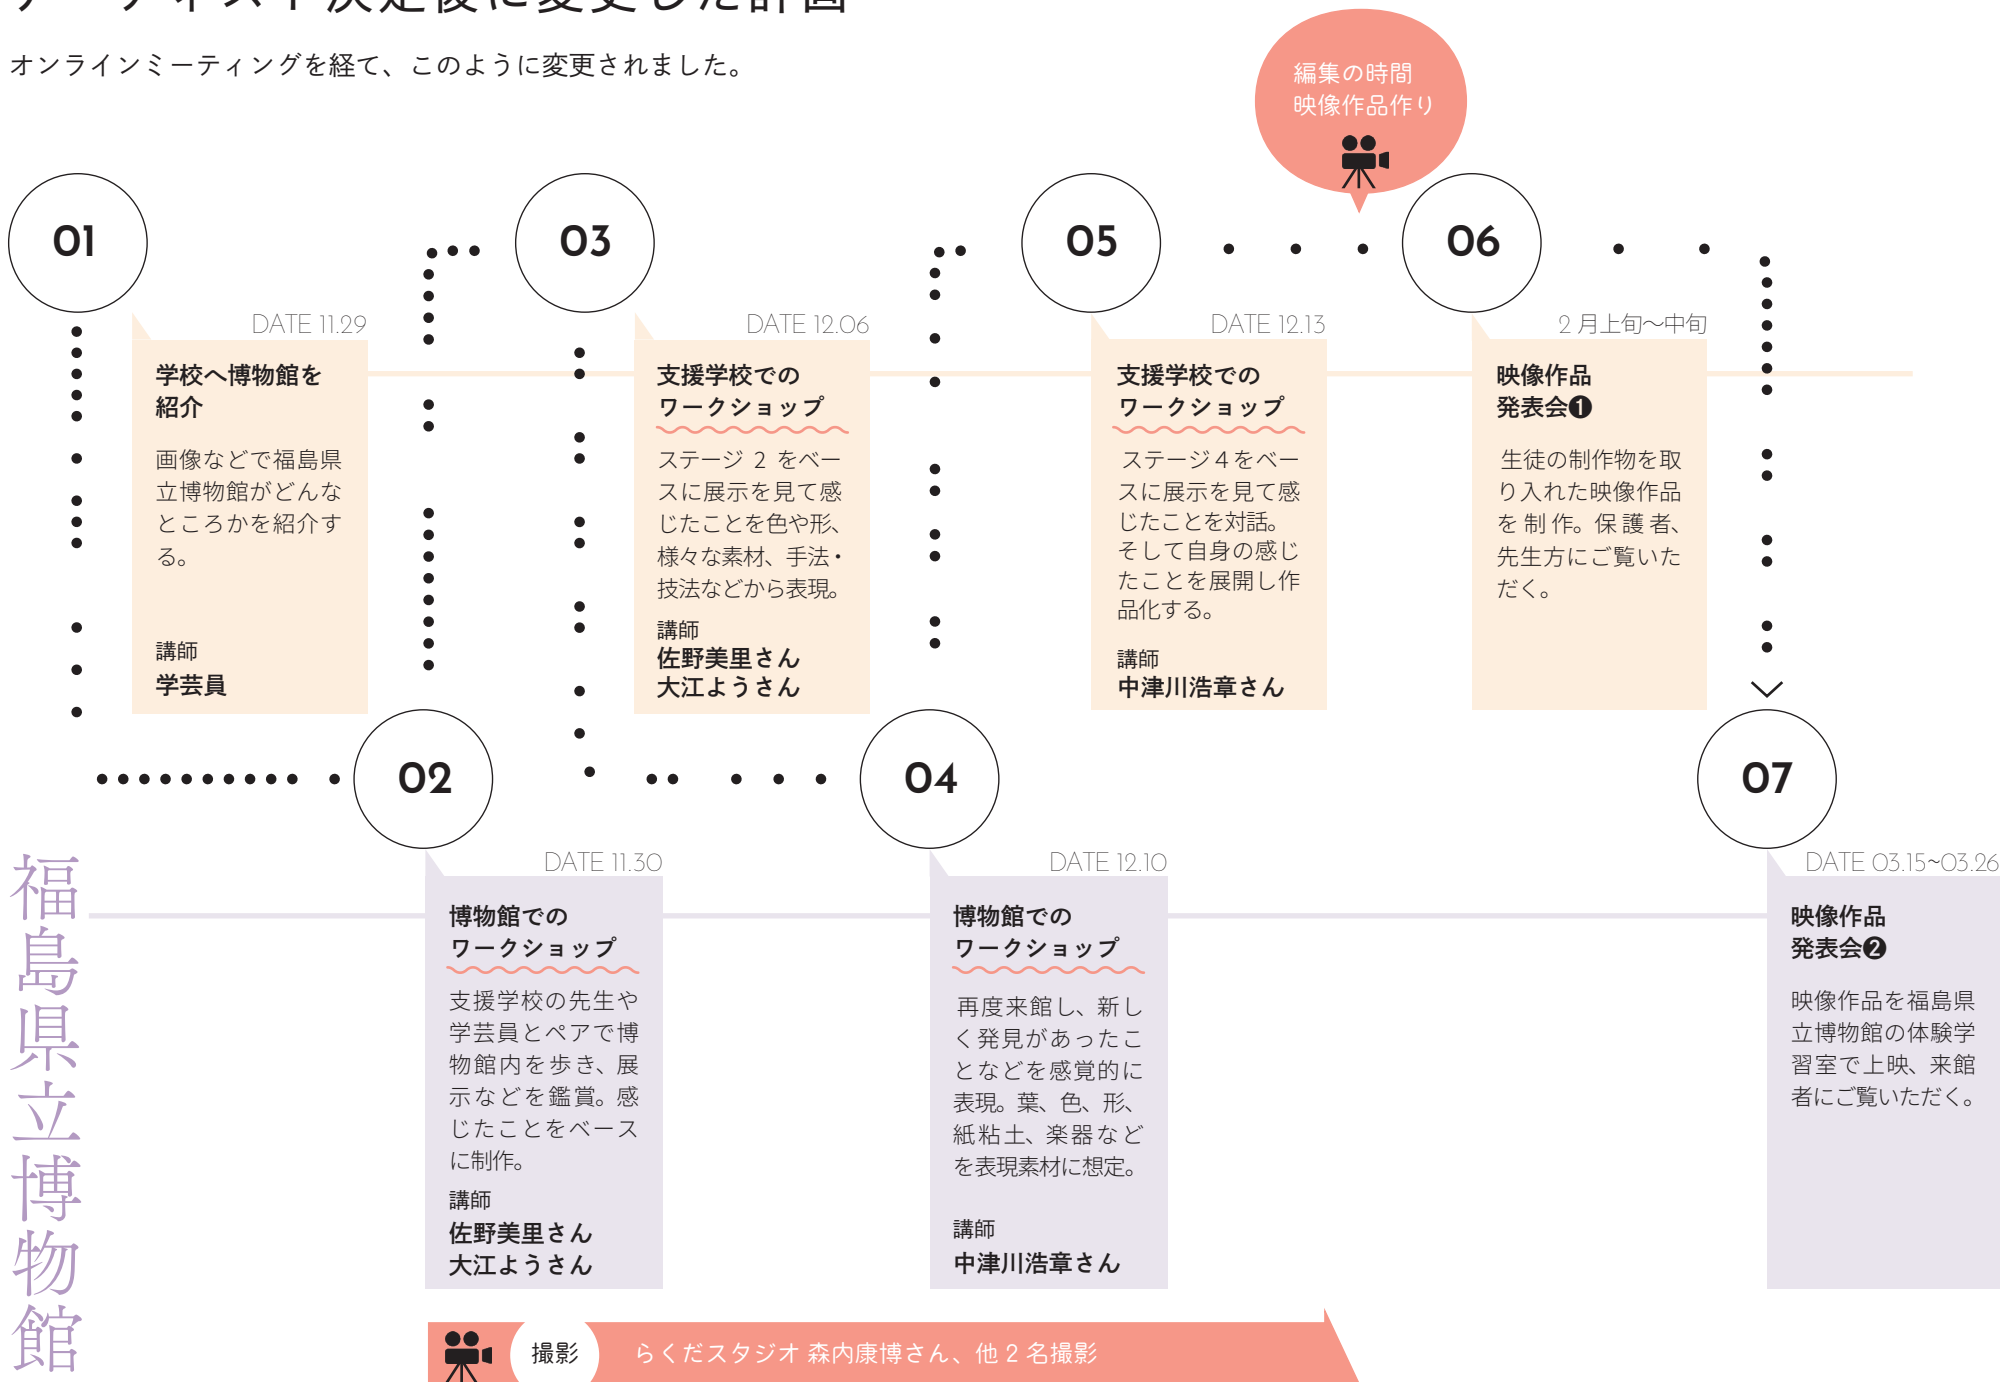 アーティスト決定後に変更した計画
オンラインミーティングを経て、このように変更されました。
編集の時間
映像作品作り
01
DATE 11.29
学校へ博物館を
紹介
画像などで福島県
立博物館がどんな
ところかを紹介す
る。
講師
学芸員
03
DATE 12.06
支援学校での
ワークショップ
ステージ 2 をベー
スに展示を見て感
じたことを色や形、
様々な素材、手法・
技法などから表現。
講師
佐野美里さん
大江ようさん
05
DATE 12.13
支援学校での
ワークショップ
ステージ４をベー
スに展示を見て感
じたことを対話。
そして自身の感じ
たことを展開し作
品化する。
講師
中津川浩章さん
06
2 月上旬〜中旬
映像作品
発表会❶
生徒の制作物を取
り入れた映像作品
を制作。保護者、
先生方にご覧いた
だく。
福島県立博物館
02
DATE 11.30
博物館での
ワークショップ
支援学校の先生や
学芸員とペアで博
物館内を歩き、展
示などを鑑賞。感
じたことをベース
に制作。
講師
佐野美里さん
大江ようさん
04
DATE 12.10
博物館での
ワークショップ
再度来館し、新し
く発見があったこ
となどを感覚的に
表現。葉、色、形、
紙粘土、楽器など
を表現素材に想定。
講師
中津川浩章さん
07
DATE 03.15~03.26
映像作品
発表会❷
映像作品を福島県
立博物館の体験学
習室で上映、来館
者にご覧いただく。
撮影
らくだスタジオ 森内康博さん、他 2 名撮影